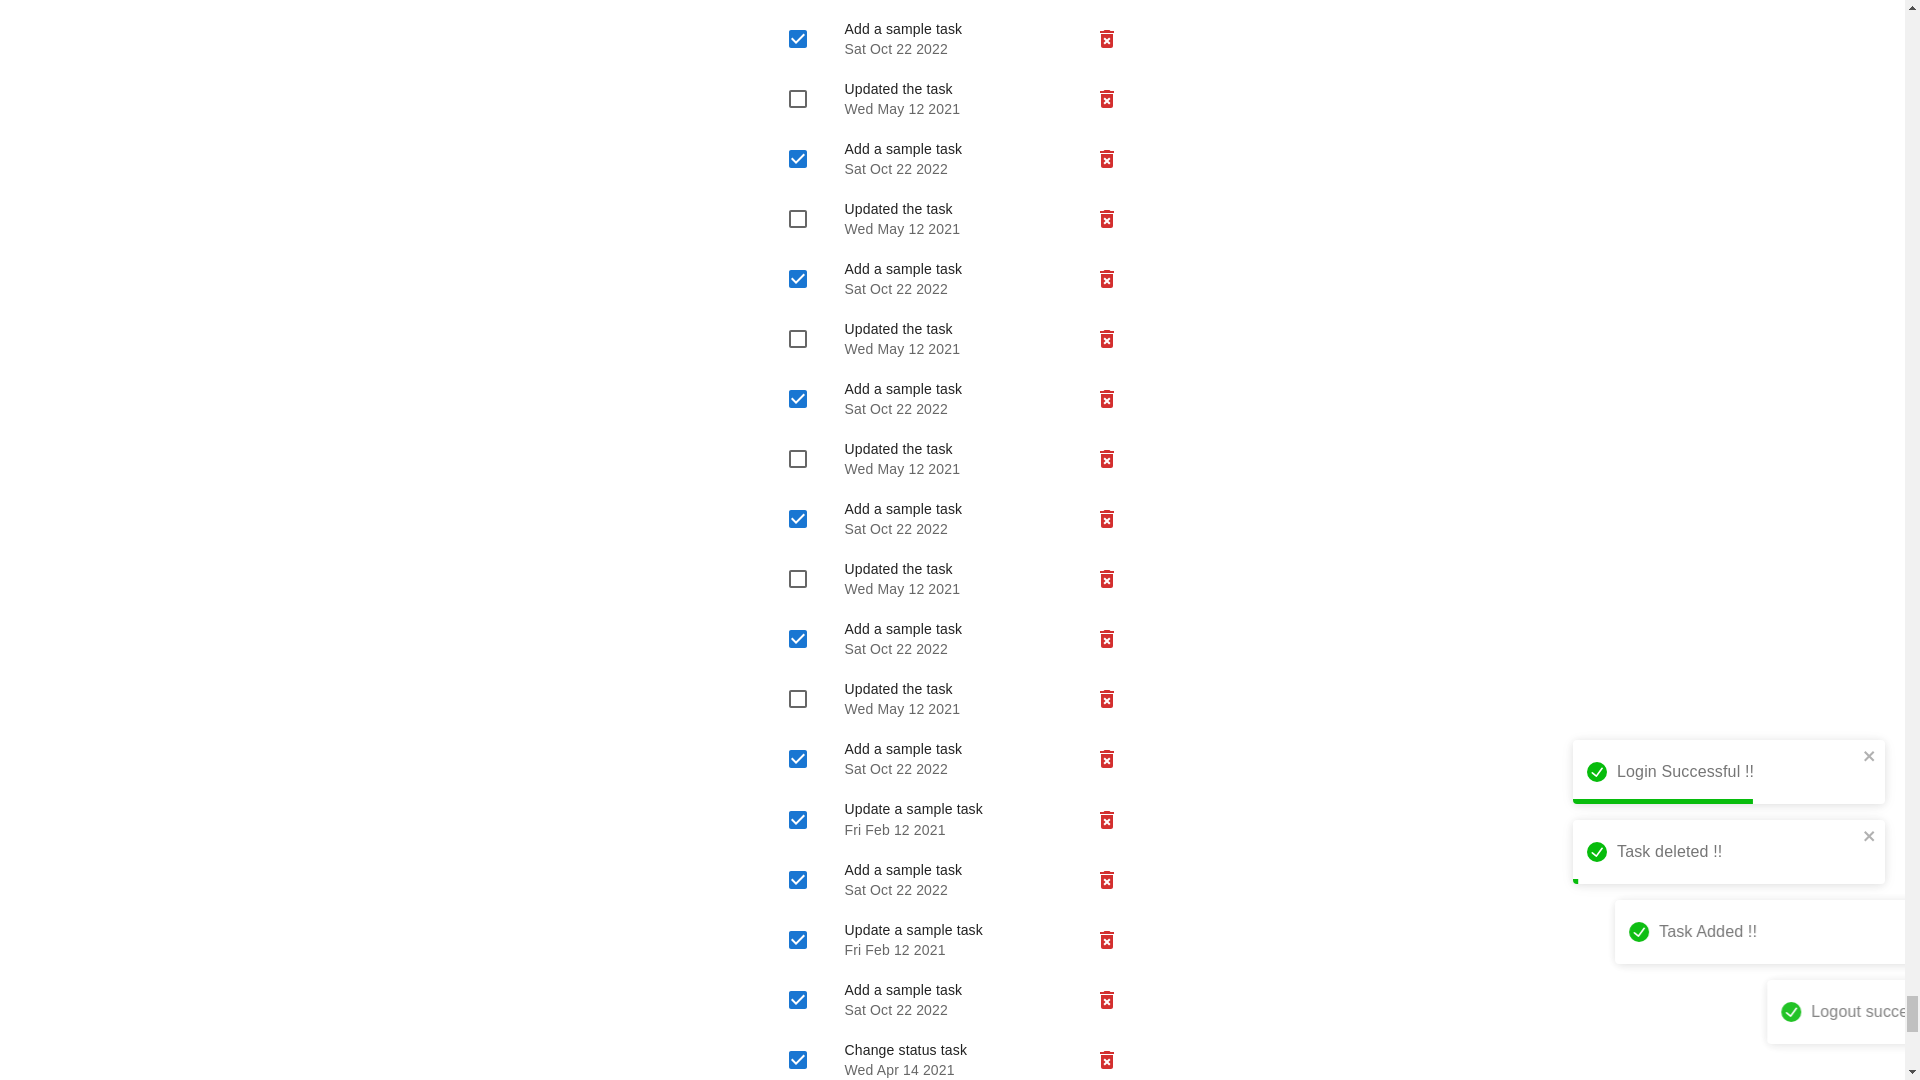 Add a sample task
Sat Oct 22 2022
Updated the task
Wed May 12 2021
Add a sample task
Sat Oct 22 2022
Updated the task
Wed May 12 2021
Add a sample task
Sat Oct 22 2022
Updated the task
Wed May 12 2021
Add a sample task
Sat Oct 22 2022
Updated the task
Wed May 12 2021
Add a sample task
Sat Oct 22 2022
Updated the task
Wed May 12 2021
Add a sample task
Sat Oct 22 2022
Updated the task
Wed May 12 2021
Add a sample task
Sat Oct 22 2022
Update a sample task
Fri Feb 12 2021
Add a sample task
Sat Oct 22 2022
Update a sample task
Fri Feb 12 2021
Add a sample task
Sat Oct 22 2022
Change status task
Wed Apr 14 2021
Login Successful !!
Task deleted !!
Task Added !!
Logout succe